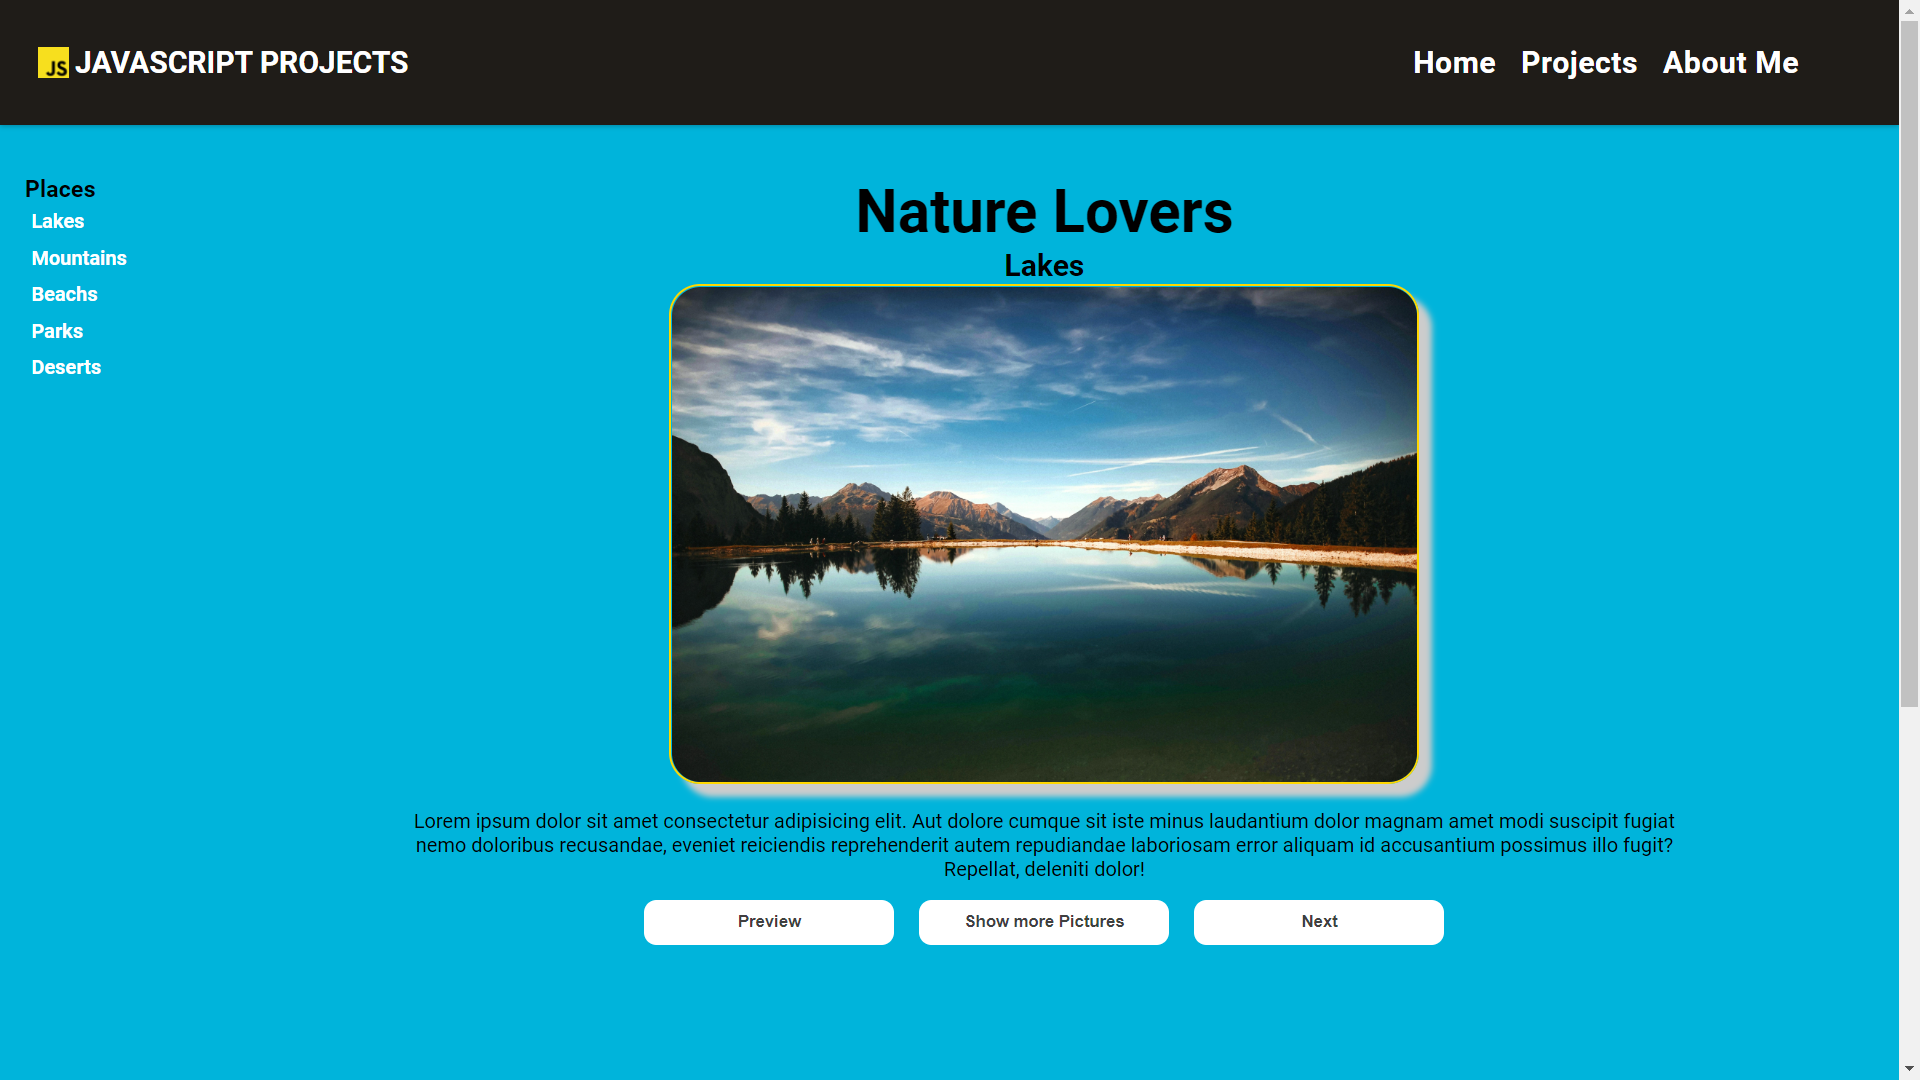 JS JAVASCRIPT PROJECTS
Home Projects About Me
Places
Lakes
Mountains
Beachs
Parks
Deserts
Nature Lovers
Lakes
Lorem ipsum dolor sit amet consectetur adipisicing elit. Aut dolore cumque sit iste minus laudantium dolor magnam amet modi suscipit fugiat
nemo doloribus recusandae, eveniet reiciendis reprehenderit autem repudiandae laboriosam error aliquam id accusantium possimus illo fugit?
Repellat, deleniti dolor!
Preview Show more Pictures Next